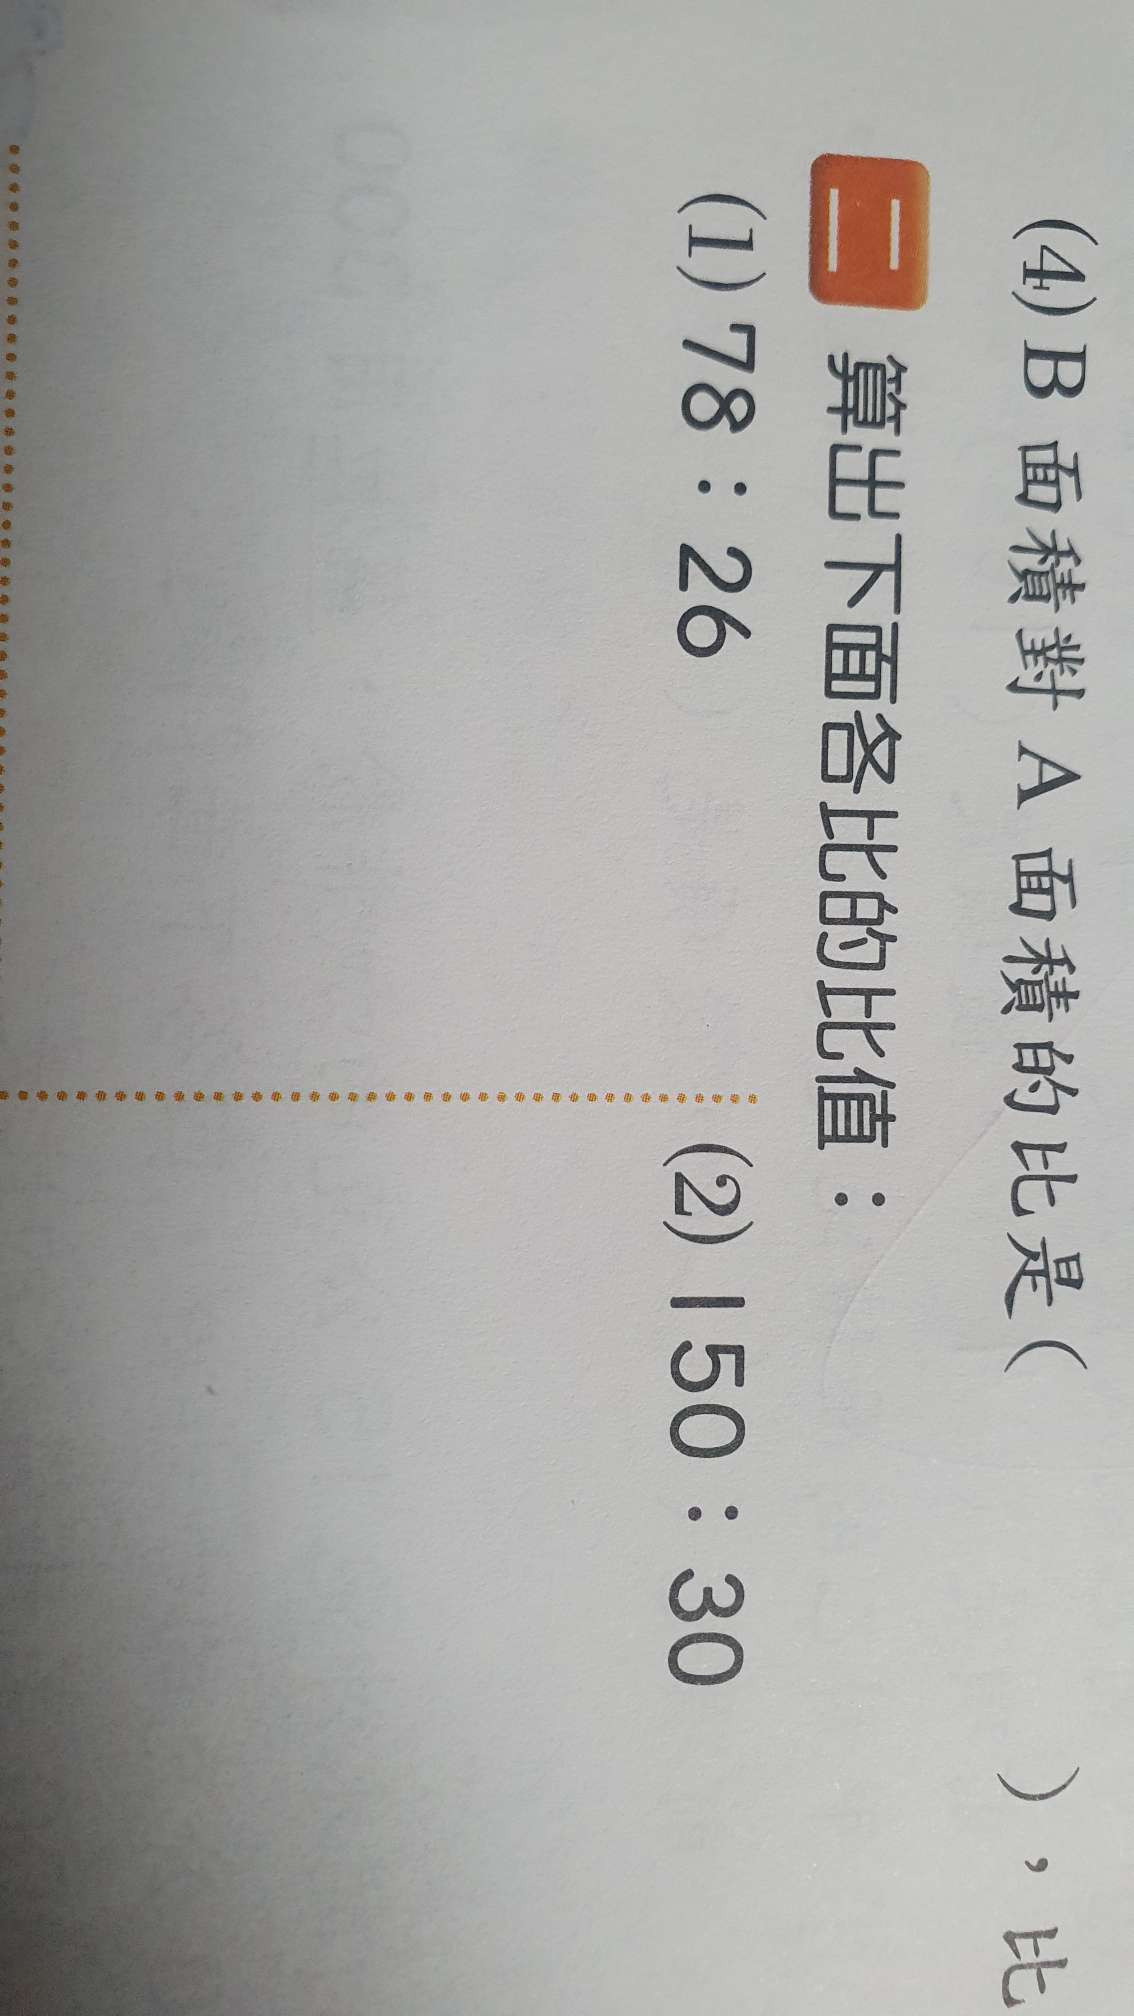 (4) B 面積對 A 面積的比是(　　　　), 比
二 算出下面各比的比值：
(1) 78：26
(2) 150：30